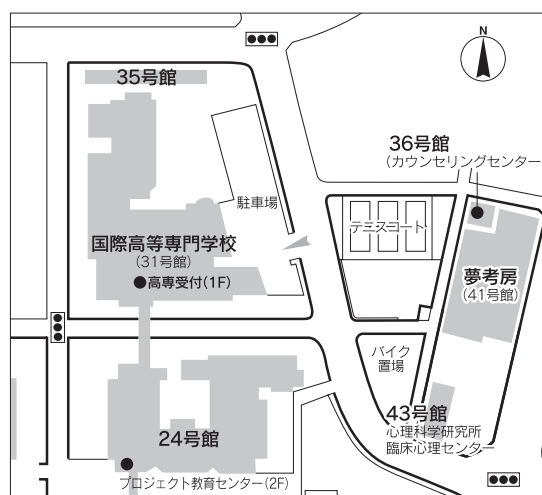 N
35号館
36号館
(カウンセリングセンター
駐車場
テニスコート
国際高等専門学校
(31号館)
高専受付(1F)
夢考房
(41号館)
バイク
置場
43号館
心理科学研究所
臨床心理センター
24号館
プロジェクト教育センター(2F)